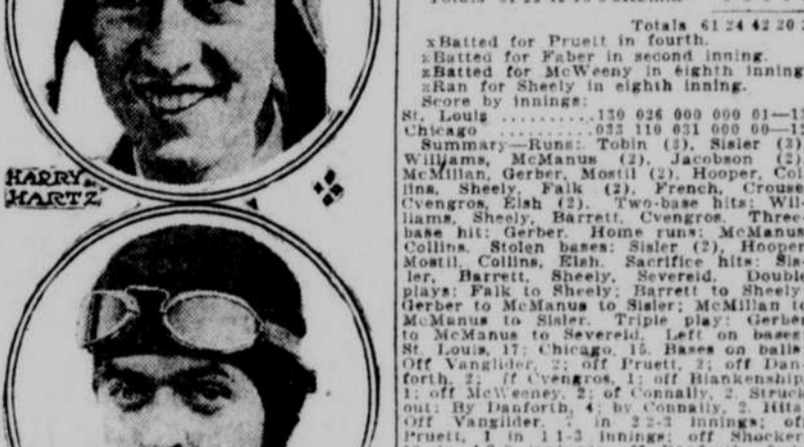 HARRY
HARTZ
Totals 61 24 42 20
xBatted for Pruett in fourth.
zBatted for Faber in second inning.
zBatted for McWeeny in eighth inning
zRan for Sheely in eighth inning.
Score by innings:
St. Louis ..........130 026 000 000 01—13
Chicago ..........033 110 031 000 00—12
Summary—Runs: Tobin (3), Sisler (3)
Williams, McManus (2), Jacobson (2)
McMillan, Gerber, Mostil (2), Hooper, Col
lins, Sheely, Falk (2), French, Crouse
Cvengros, Elsh (2). Two-base hits: Wil-
liams, Sheely, Barrett, Cvengros. Three
base hit: Gerber. Home runs: McManus
Collins. Stolen bases: Sisler (2), Hooper
Mostil, Collins, Elsh. Sacrifice hits: Sis-
ler, Barrett, Sheely, Severeid. Double
plays: Falk to Sheely; Barrett to Sheely
Gerber to McManus to Sisler; McMillan to
McManus to Sisler. Triple play: Gerber
to McManus to Severeid. Left on bases:
St. Louis, 17; Chicago, 15. Bases on balls
Off Vangilder, 2; off Pruett, 2; off Dan-
forth, 2; ff Cvengros, 1; off Blankenship
1; off McWeeney, 2; of Connally, 2. Struck
out: By Danforth, 4; by Connally, 2. Hits
Off Vangilder, in 2 2-3 innings; of
Pruett, 1 in 1 1-3 innings; off Shocker